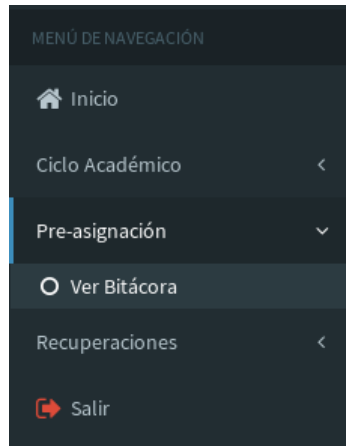 MENÚ DE NAVEGACIÓN
Inicio
Ciclo Académico
Pre-asignación
Ver Bitácora
Recuperaciones
Salir